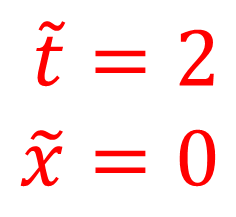 t̃ = 2
x̃ = 0